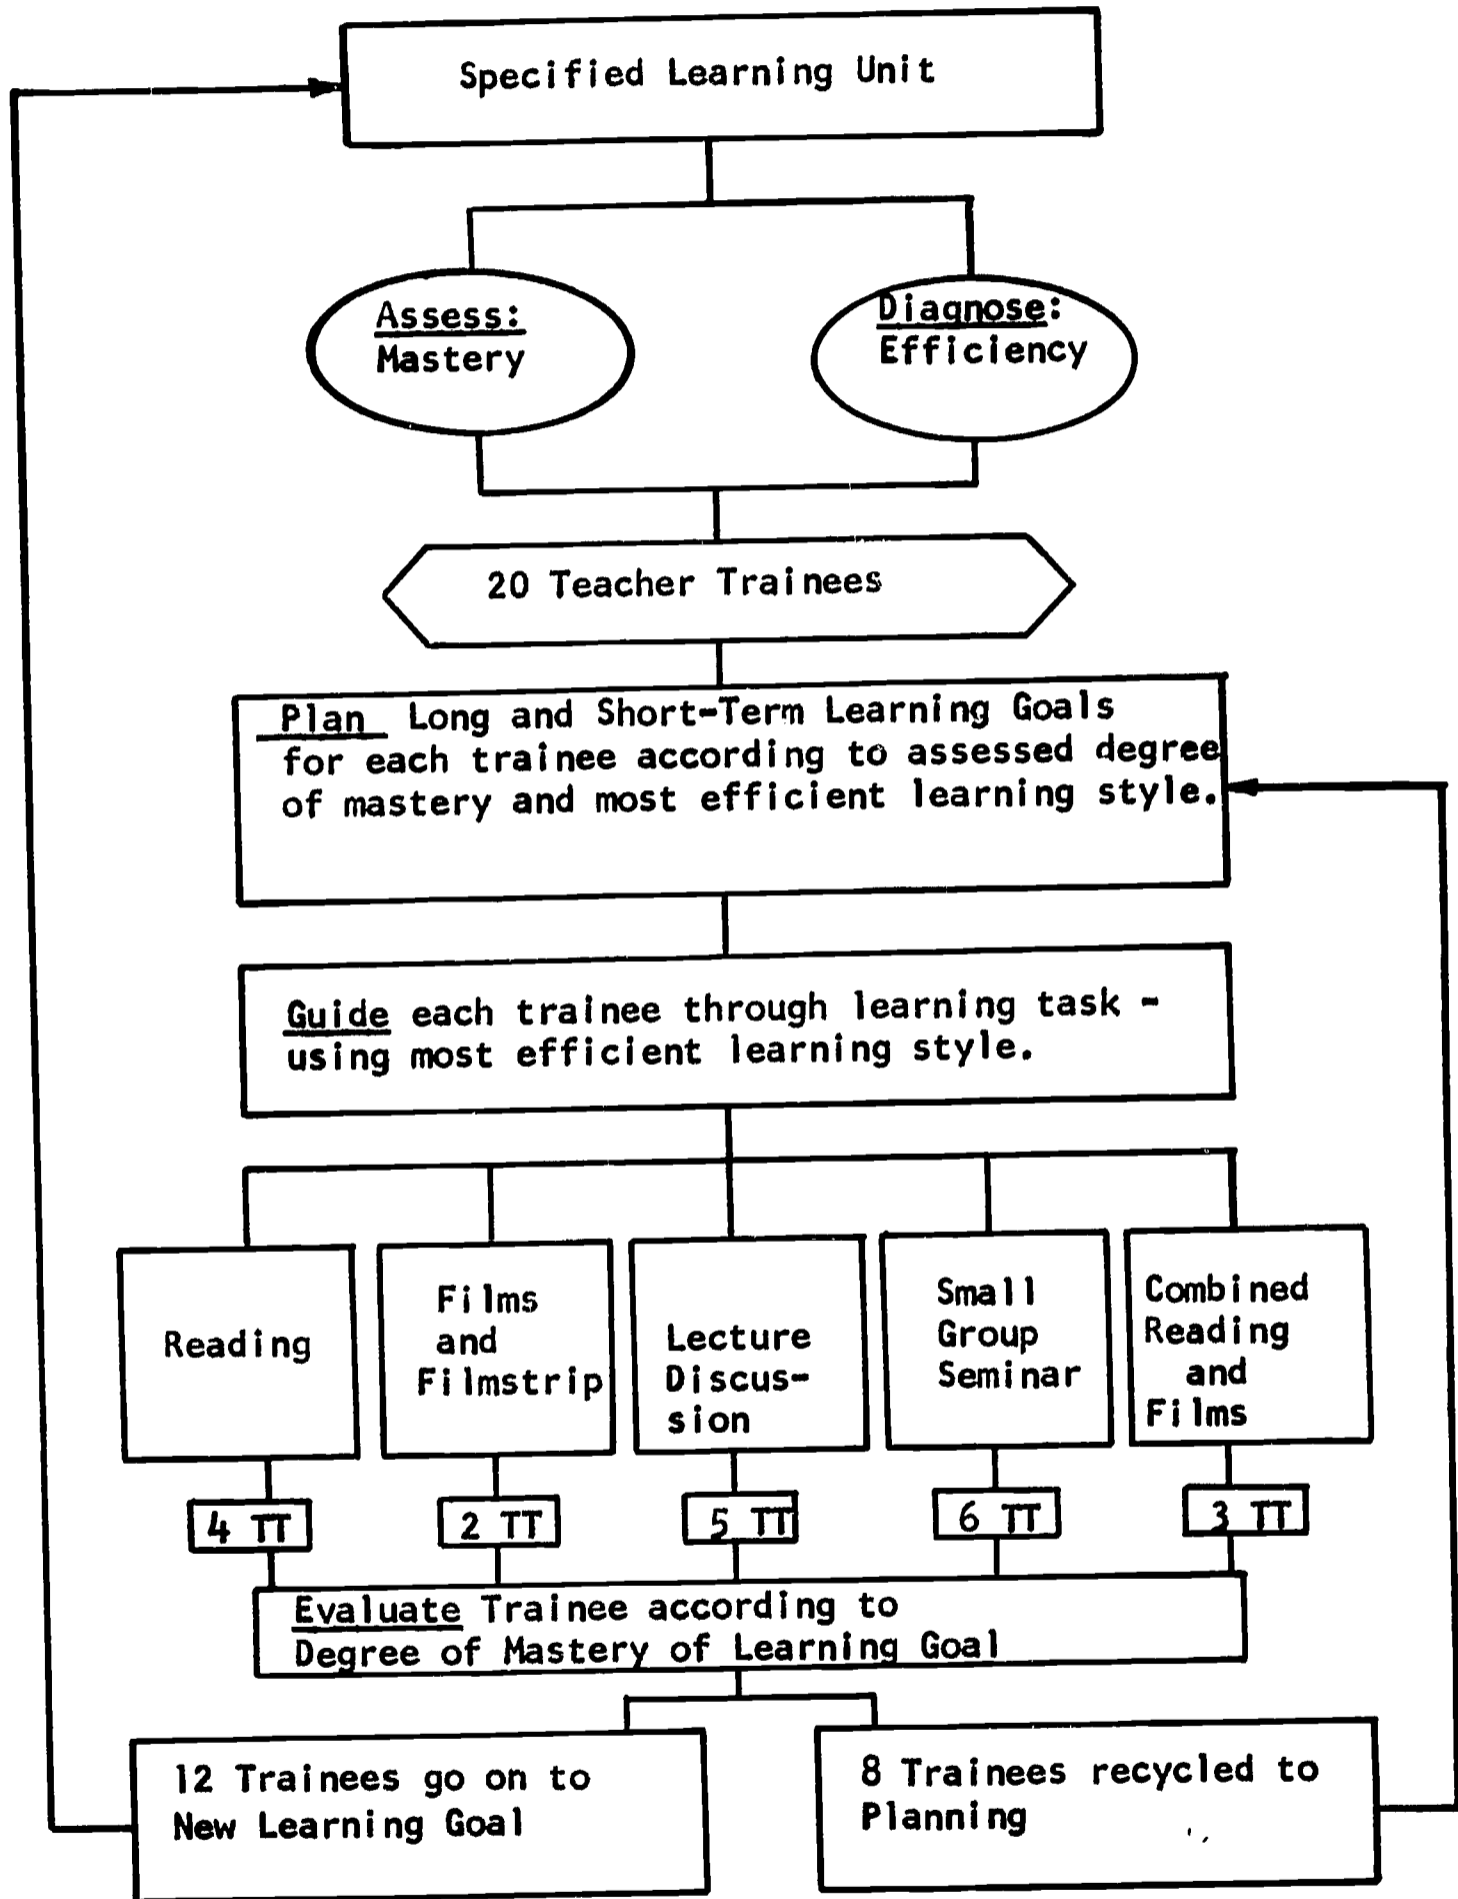 Specified Learning Unit
Assess:
Mastery
Diagnose:
Efficiency
20 Teacher Trainees
Plan Long and Short-Term Learning Goals
for each trainee according to assessed degree
of mastery and most efficient learning style.
Guide each trainee through learning task -
using most efficient learning style.
Reading
Films
and
Filmstrip
Lecture
Discus-
sion
Small
Group
Seminar
Combined
Reading
and
Films
4 TT
2 TT
5 TT
6 TT
3 TT
Evaluate Trainee according to
Degree of Mastery of Learning Goal
12 Trainees go on to
New Learning Goal
8 Trainees recycled to
Planning